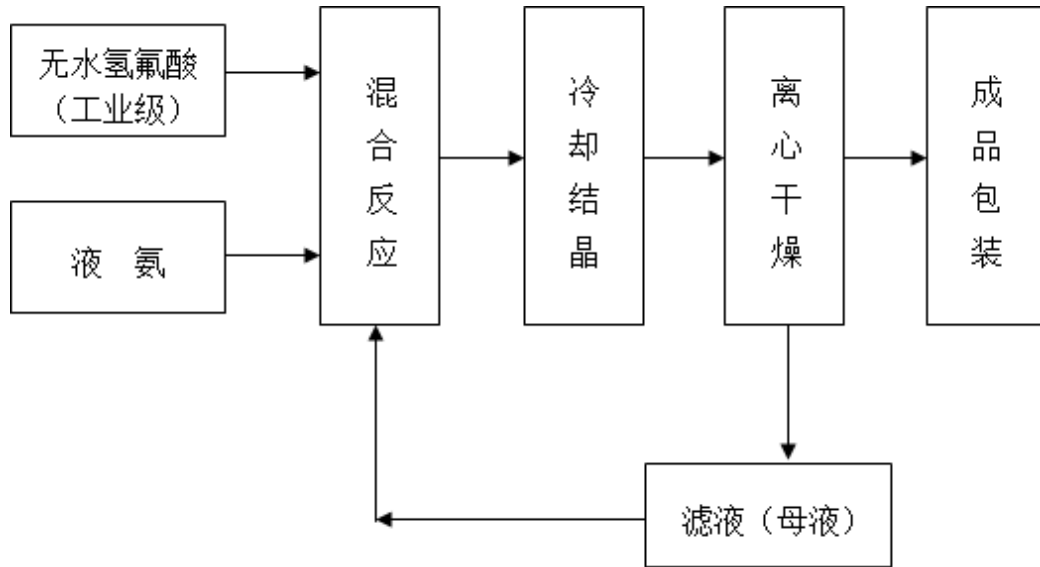 无水氢氟酸
（工业级）
液 氨
混合反应
冷却结晶
离心干燥
成品包装
滤液（母液）